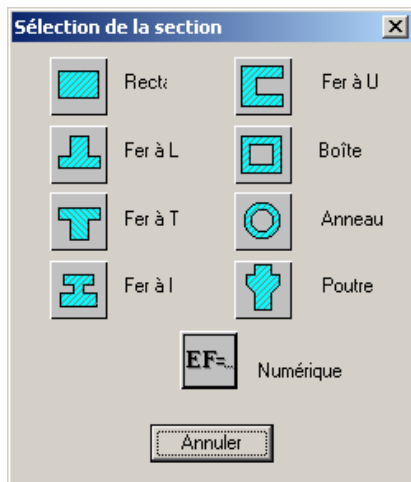 Sélection de la section
Recta
Fer à U
Fer à L
Boîte
Fer à T
Anneau
Fer à I
Poutre
EF=...
Numérique
Annuler